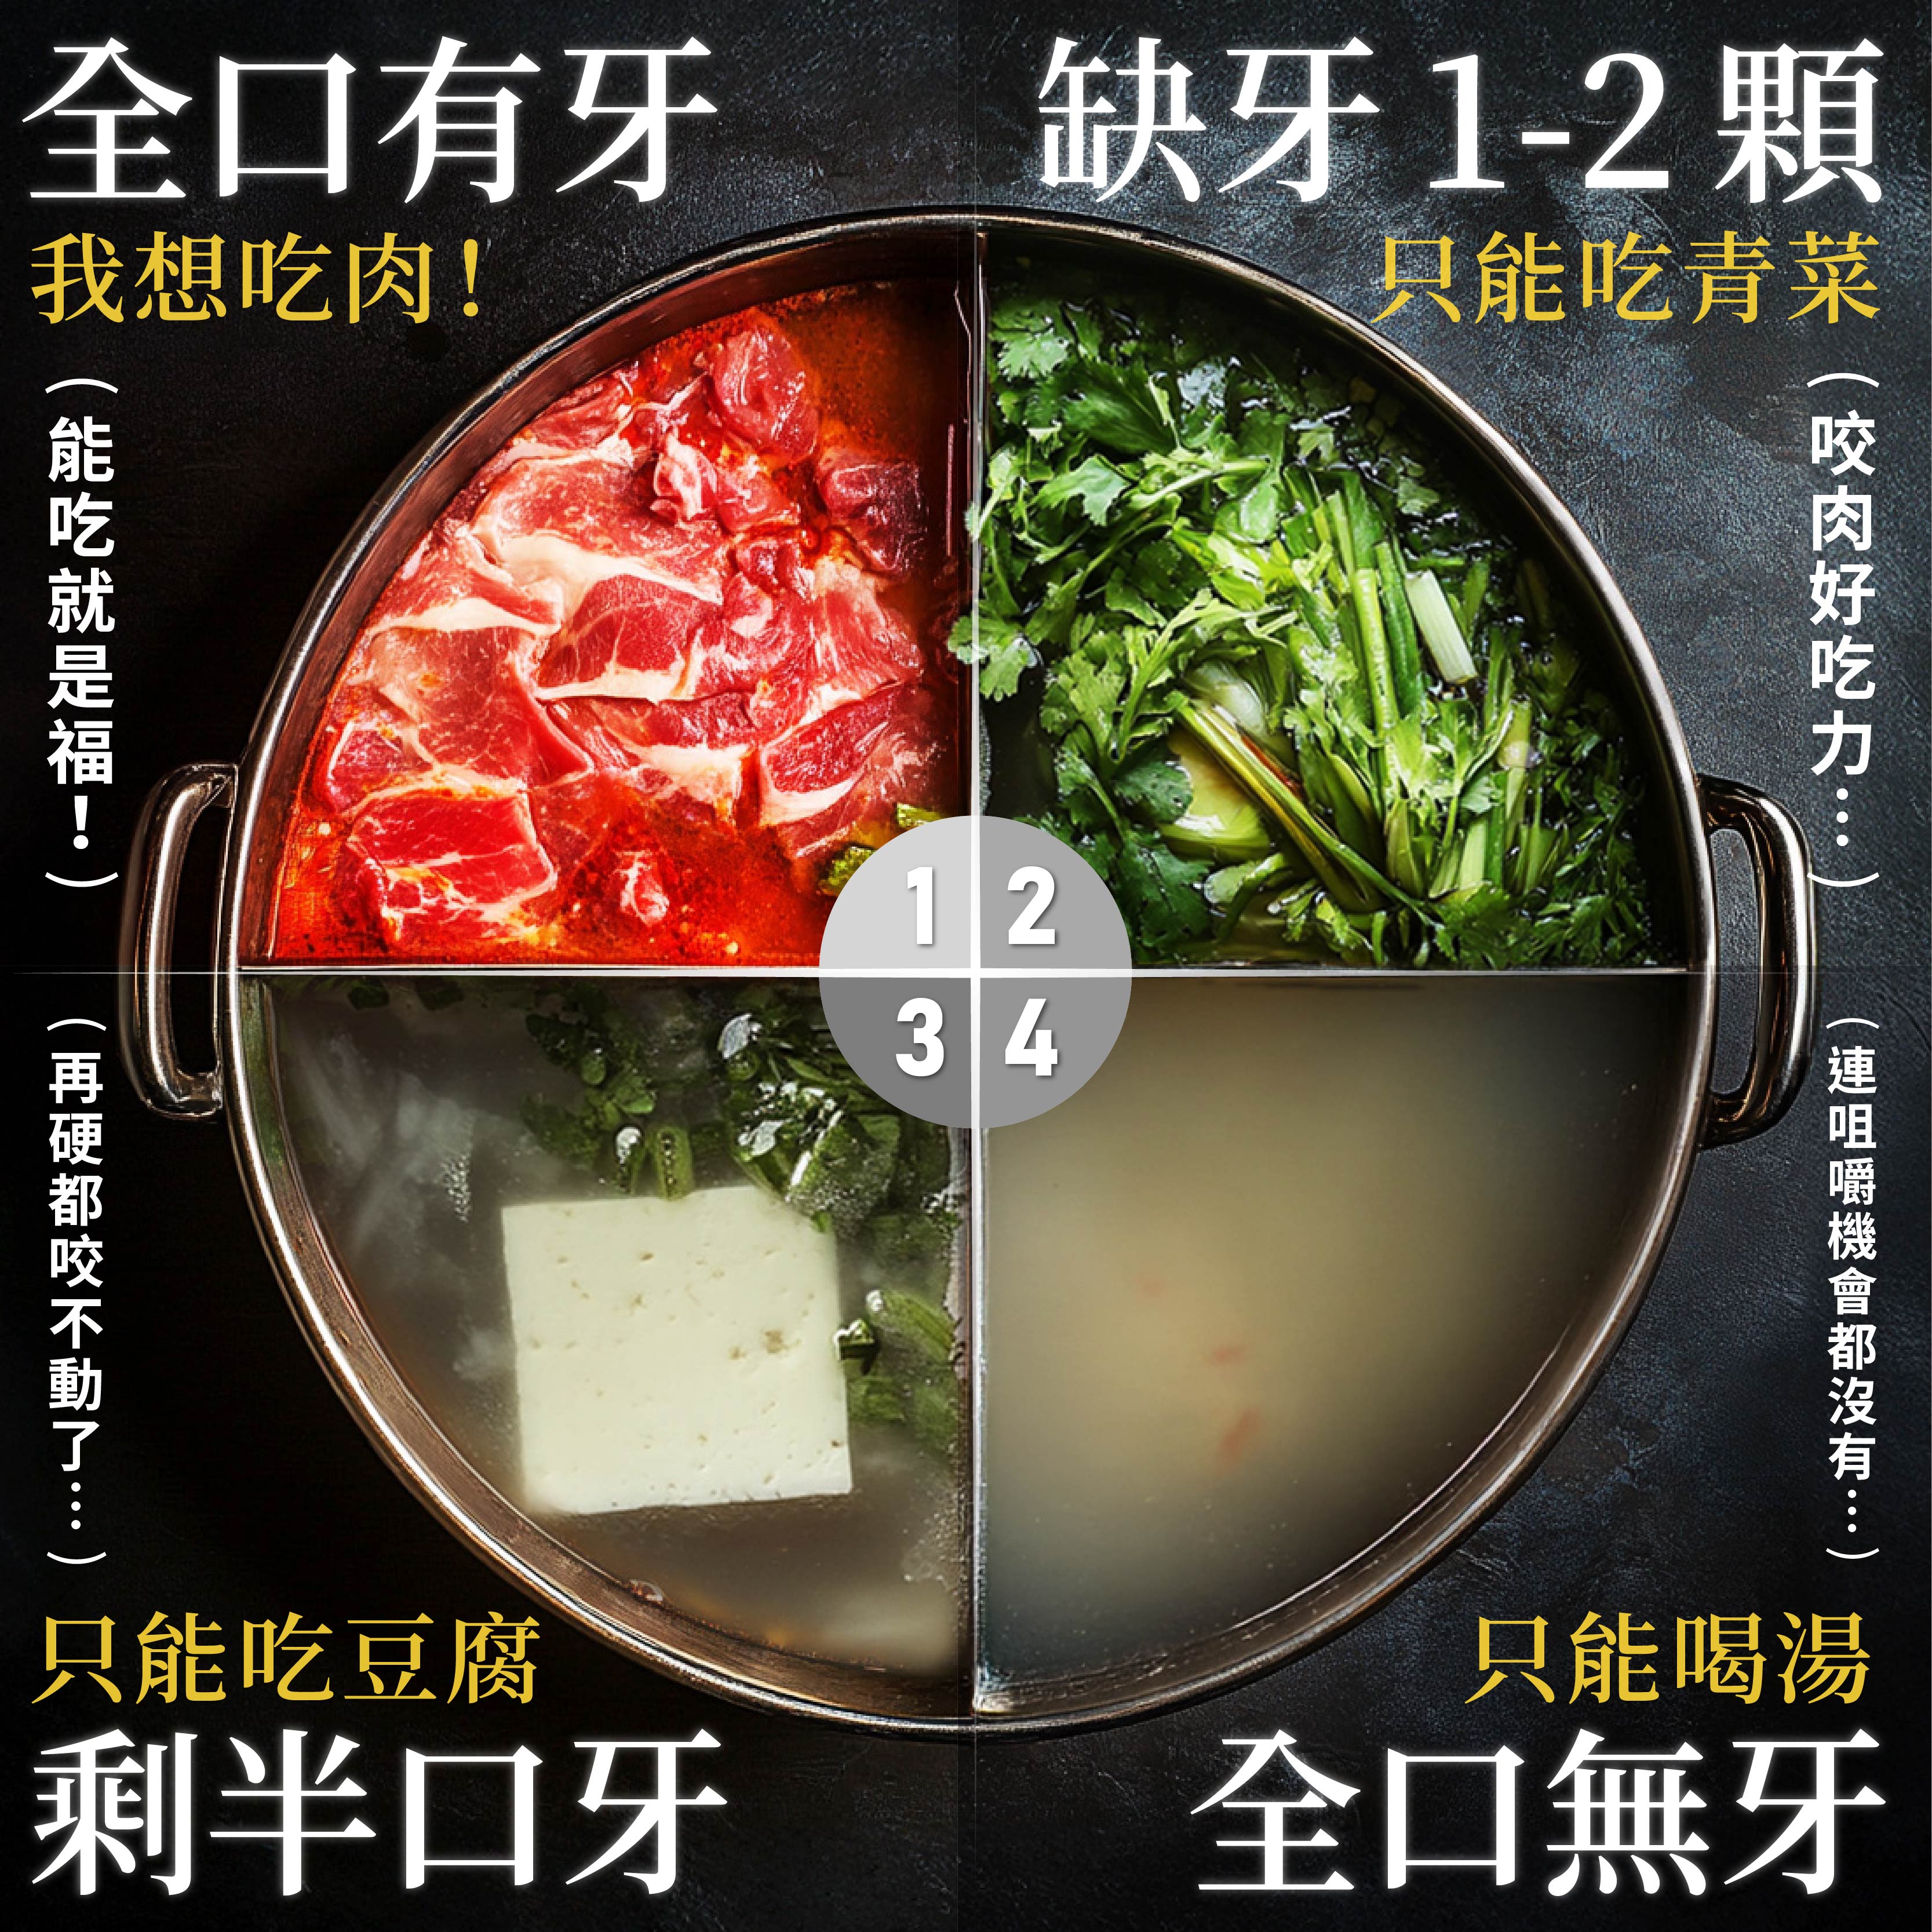 全口有牙
我想吃肉！
（能吃就是福！）
缺牙1-2顆
只能吃青菜
（咬肉好吃力…）
1
2
3
4
（再硬都咬不動了…）
只能吃豆腐
剩半口牙
（連咀嚼機會都沒有…）
只能喝湯
全口無牙